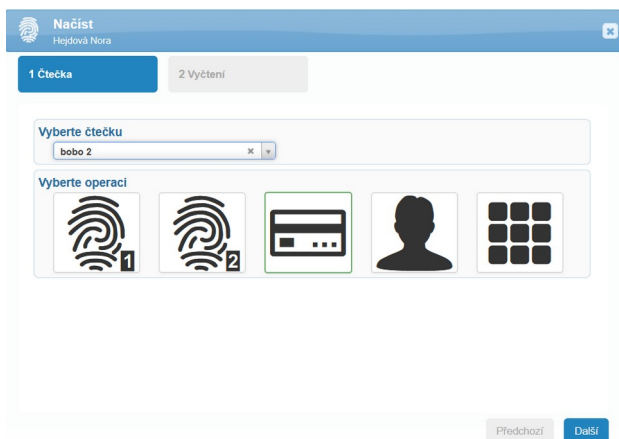 Načíst
Hejdová Nora
1 Čtečka
2 Vyčtení
Vyberte čtečku
bobo 2
Vyberte operaci
1
2
Předchozí
Další